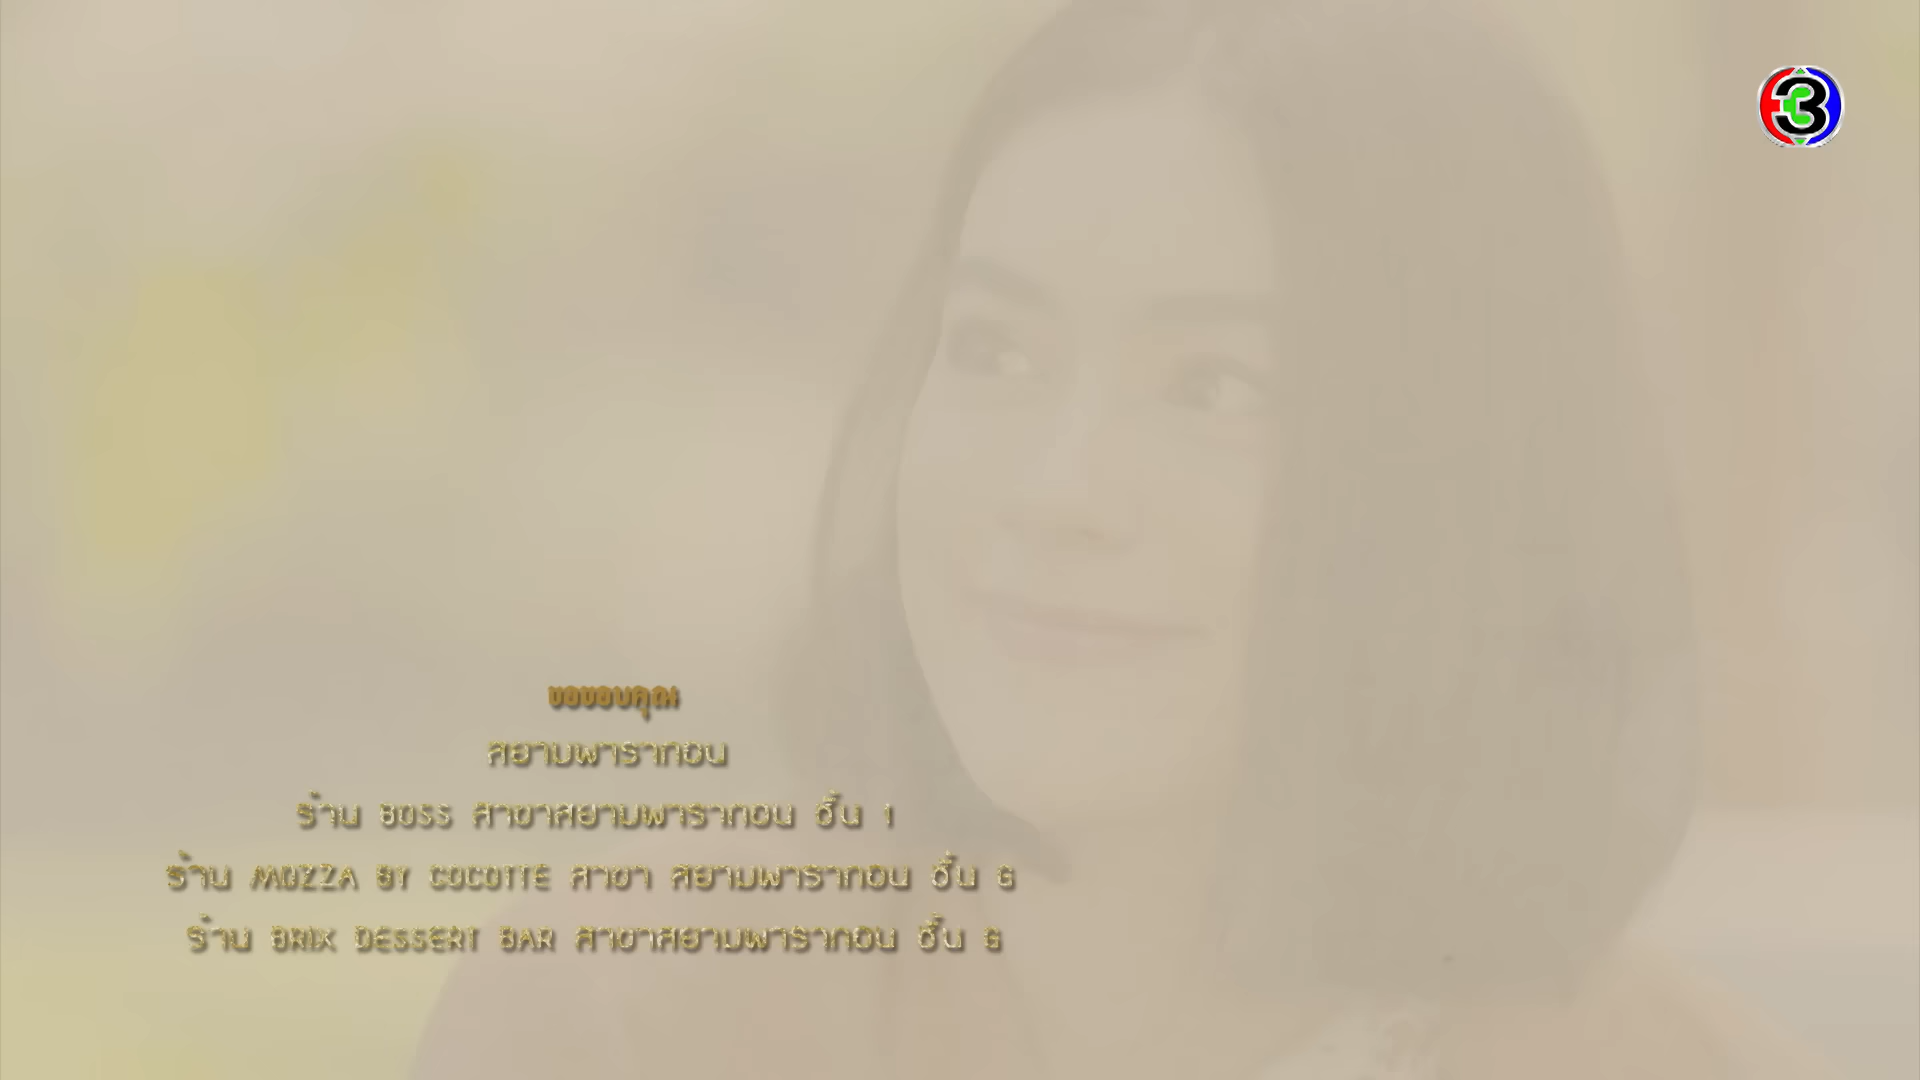 3
ขอขอบคุณ
สยามพารากอน
ร้าน BOSS สาขาสยามพารากอน ชั้น 1
ร้าน MOZZA BY COCOTTE สาขา สยามพารากอน ชั้น G
ร้าน BRIX DESSERT BAR สาขาสยามพารากอน ชั้น G